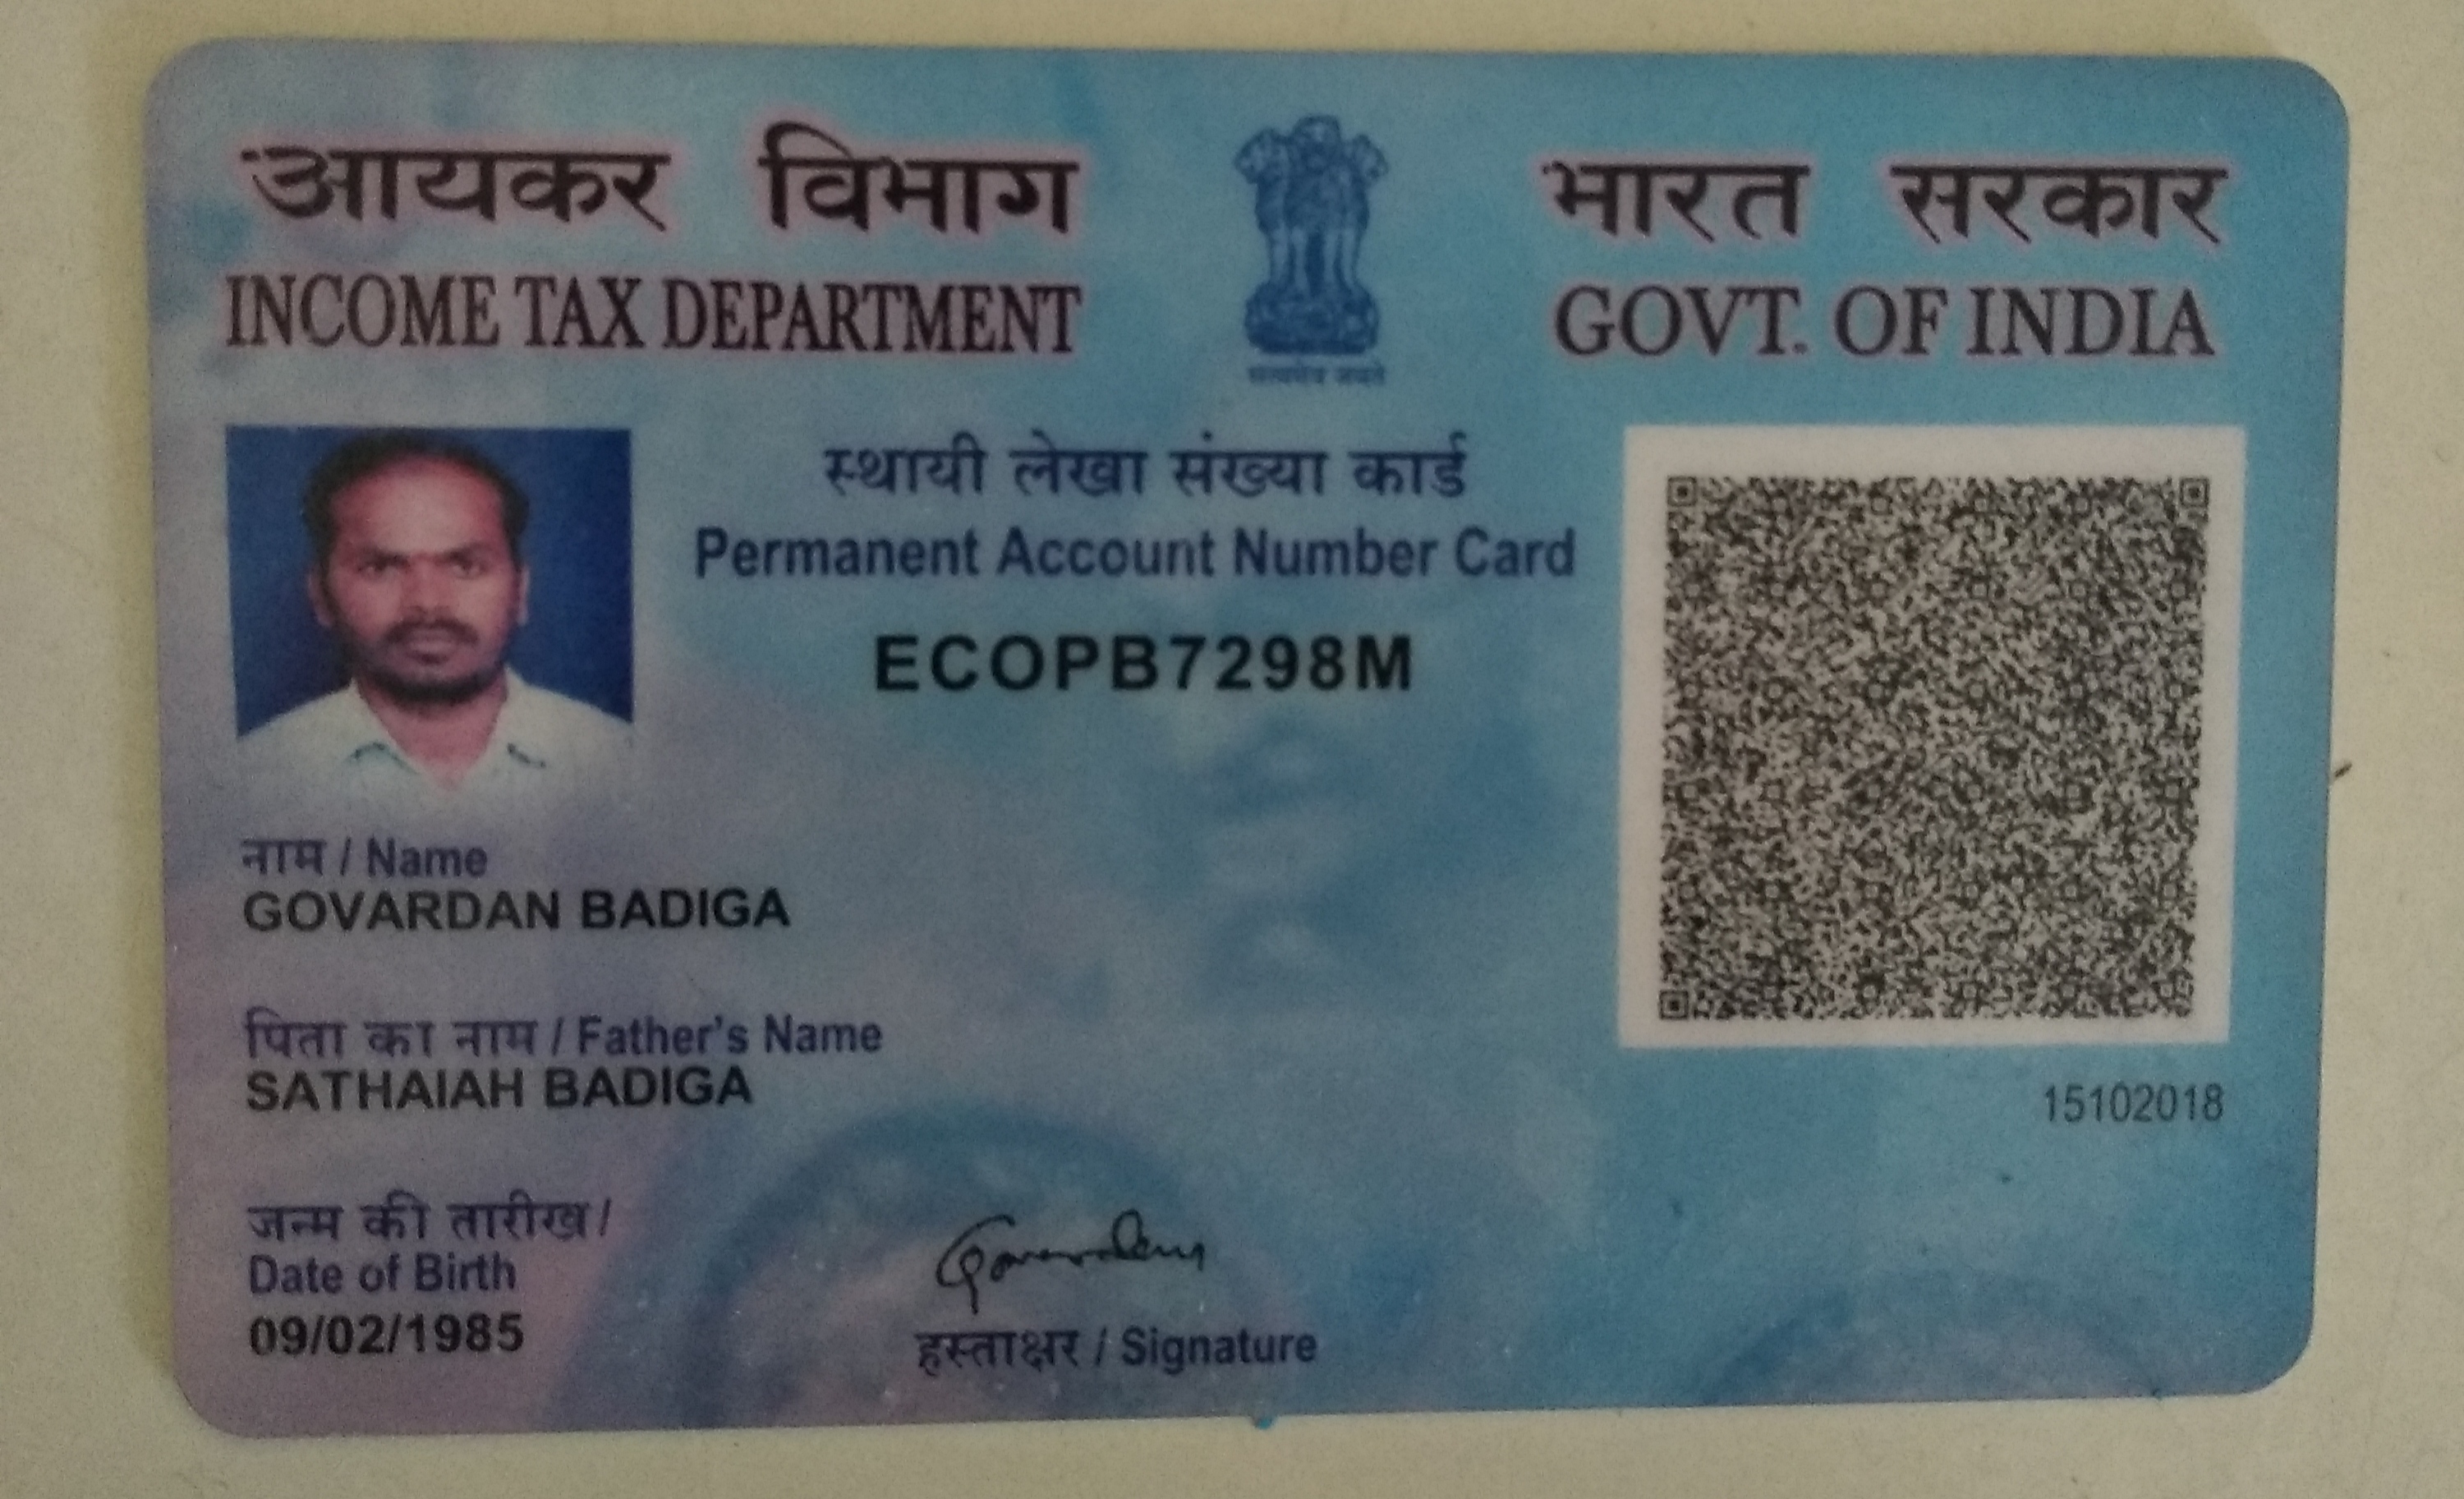 आयकर विभाग
INCOME TAX DEPARTMENT
सत्यमेव जयते
भारत सरकार
GOVT. OF INDIA
स्थायी लेखा संख्या कार्ड
Permanent Account Number Card
ECOPB7298M
नाम / Name
GOVARDAN BADIGA
पिता का नाम / Father's Name
SATHAIAH BADIGA
15102018
जन्म की तारीख /
Date of Birth
09/02/1985
Govardan
हस्ताक्षर / Signature